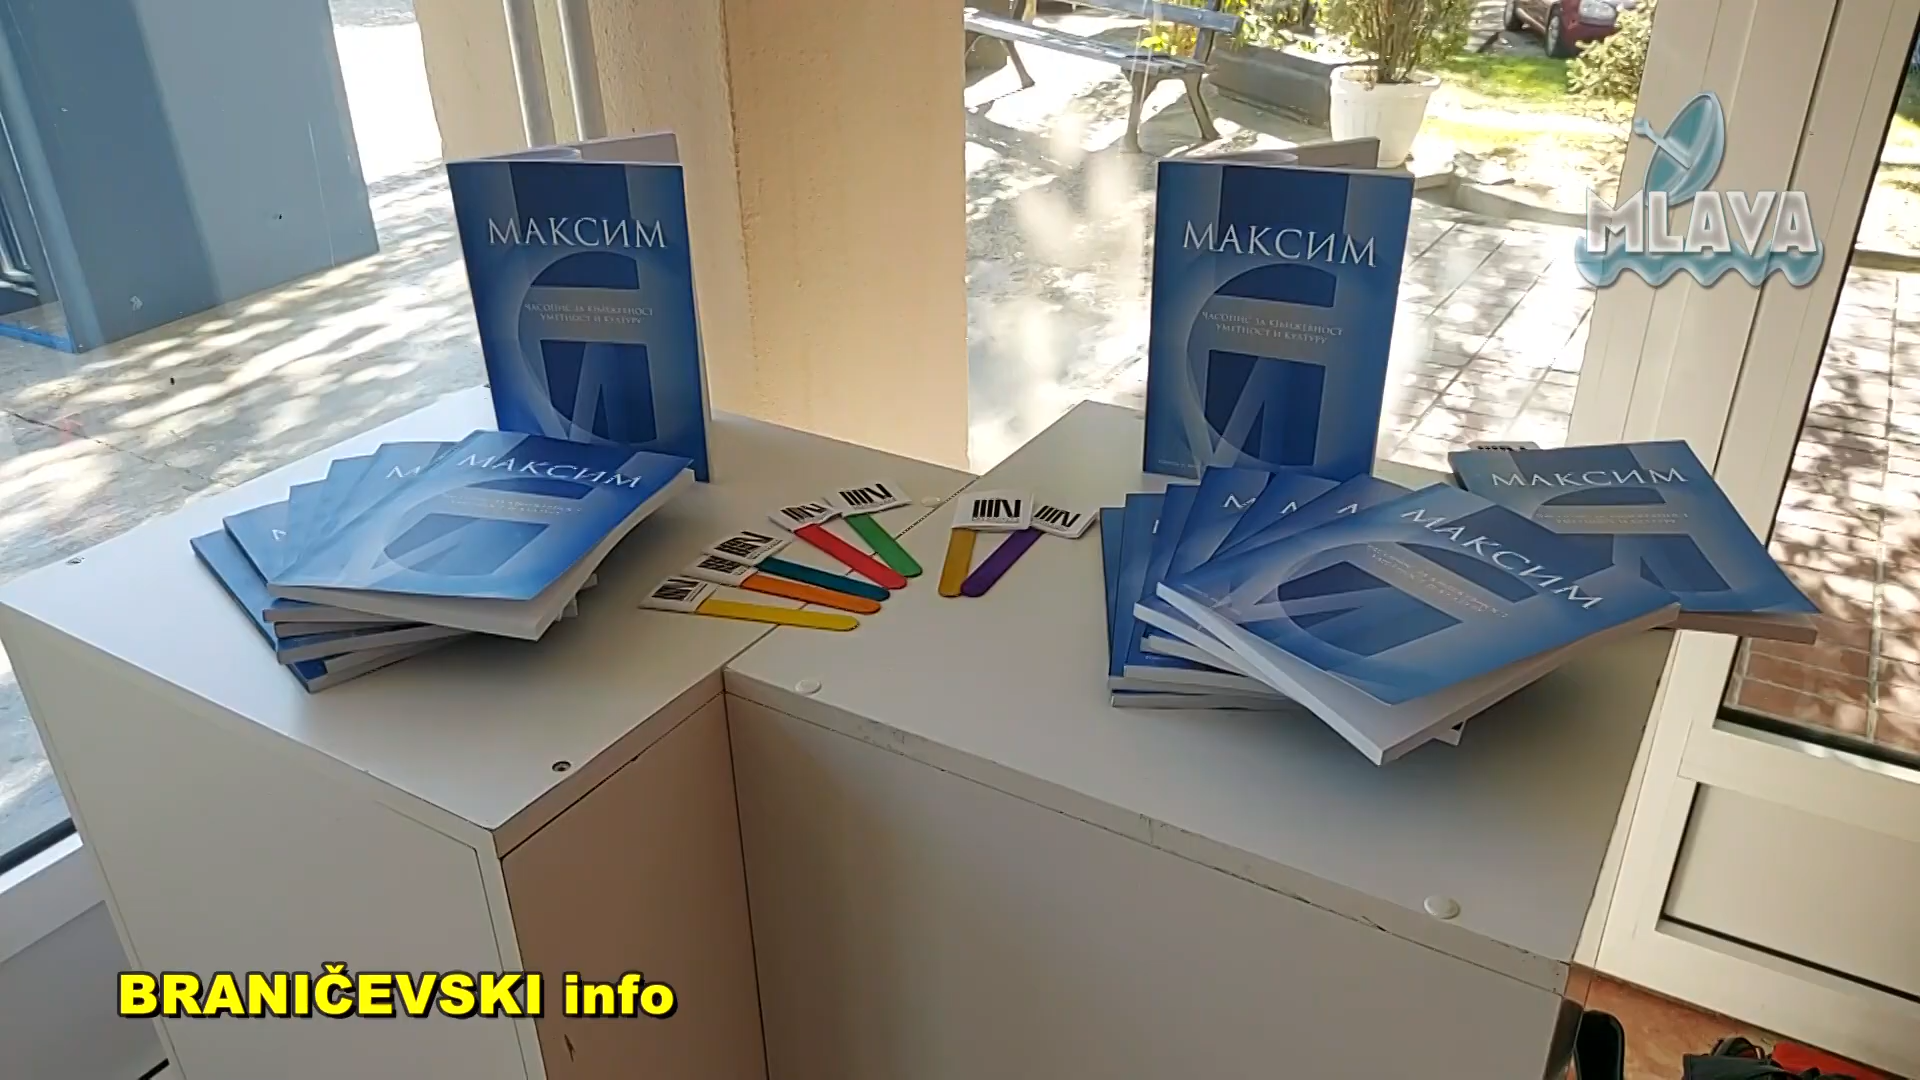 МАКСИМ
ЧАСОПИС ЗА КЊИЖЕВНОСТ
УМЕТНОСТ И КУЛТУРУ
МАКСИМ
ЧАСОПИС ЗА КЊИЖЕВНОСТ
УМЕТНОСТ И КУЛТУРУ
MLAVA
МАКСИМ
МАКСИМ
МАКСИМ
BRANIČEVSKI info